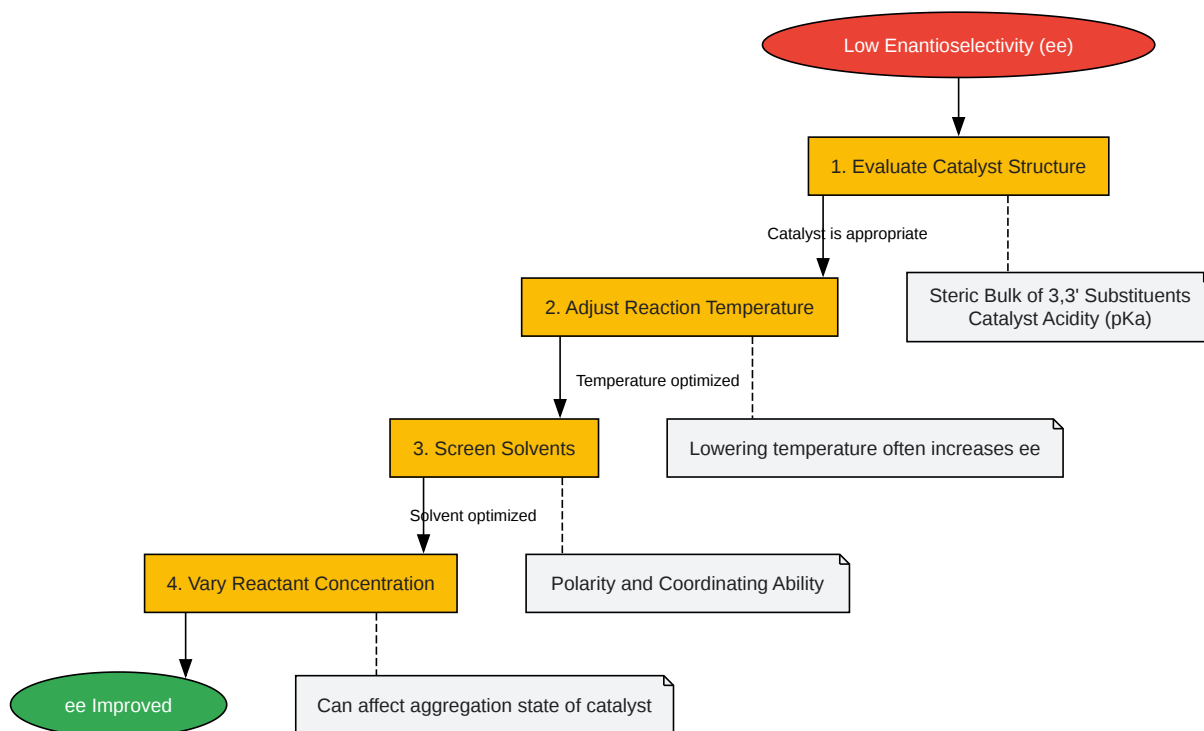 Low Enantioselectivity (ee)
1. Evaluate Catalyst Structure
Catalyst is appropriate
Steric Bulk of 3,3' Substituents
Catalyst Acidity (pKa)
2. Adjust Reaction Temperature
Temperature optimized
Lowering temperature often increases ee
3. Screen Solvents
Solvent optimized
Polarity and Coordinating Ability
4. Vary Reactant Concentration
Can affect aggregation state of catalyst
ee Improved